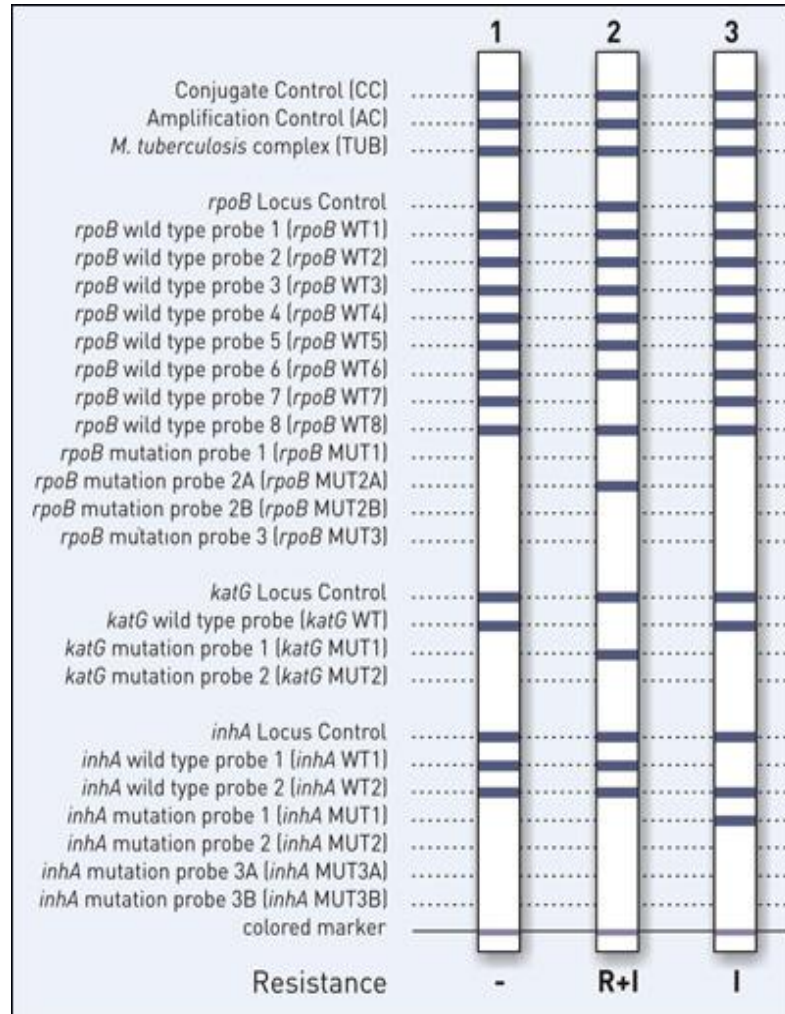 1 2 3
Conjugate Control (CC)
Amplification Control (AC)
M. tuberculosis complex (TUB)
rpoB Locus Control
rpoB wild type probe 1 (rpoB WT1)
rpoB wild type probe 2 (rpoB WT2)
rpoB wild type probe 3 (rpoB WT3)
rpoB wild type probe 4 (rpoB WT4)
rpoB wild type probe 5 (rpoB WT5)
rpoB wild type probe 6 (rpoB WT6)
rpoB wild type probe 7 (rpoB WT7)
rpoB wild type probe 8 (rpoB WT8)
rpoB mutation probe 1 (rpoB MUT1)
rpoB mutation probe 2A (rpoB MUT2A)
rpoB mutation probe 2B (rpoB MUT2B)
rpoB mutation probe 3 (rpoB MUT3)
katG Locus Control
katG wild type probe (katG WT)
katG mutation probe 1 (katG MUT1)
katG mutation probe 2 (katG MUT2)
inhA Locus Control
inhA wild type probe 1 (inhA WT1)
inhA wild type probe 2 (inhA WT2)
inhA mutation probe 1 (inhA MUT1)
inhA mutation probe 2 (inhA MUT2)
inhA mutation probe 3A (inhA MUT3A)
inhA mutation probe 3B (inhA MUT3B)
colored marker
Resistance - R+I I